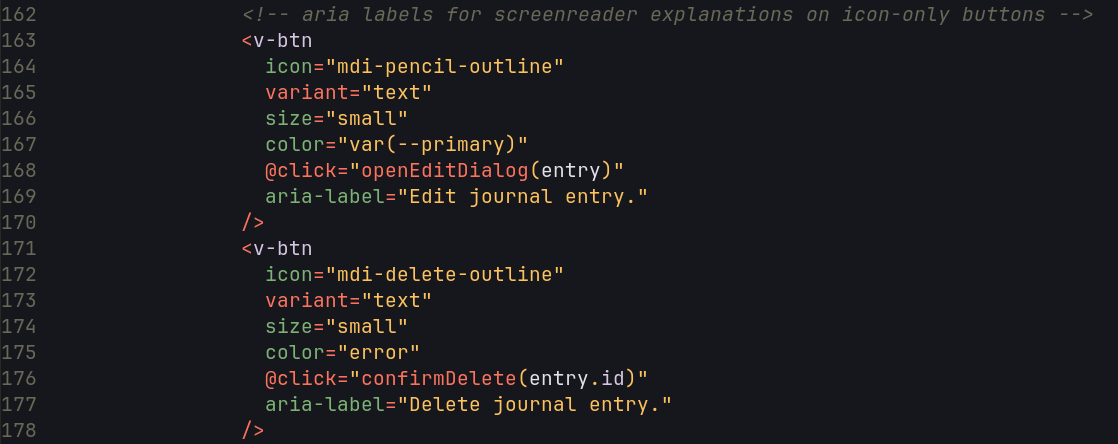 162 <!-- aria labels for screenreader explanations on icon-only buttons -->
163 <v-btn
164 icon="mdi-pencil-outline"
165 variant="text"
166 size="small"
167 color="var(--primary)"
168 @click="openEditDialog(entry)"
169 aria-label="Edit journal entry."
170 />
171 <v-btn
172 icon="mdi-delete-outline"
173 variant="text"
174 size="small"
175 color="error"
176 @click="confirmDelete(entry.id)"
177 aria-label="Delete journal entry."
178 />